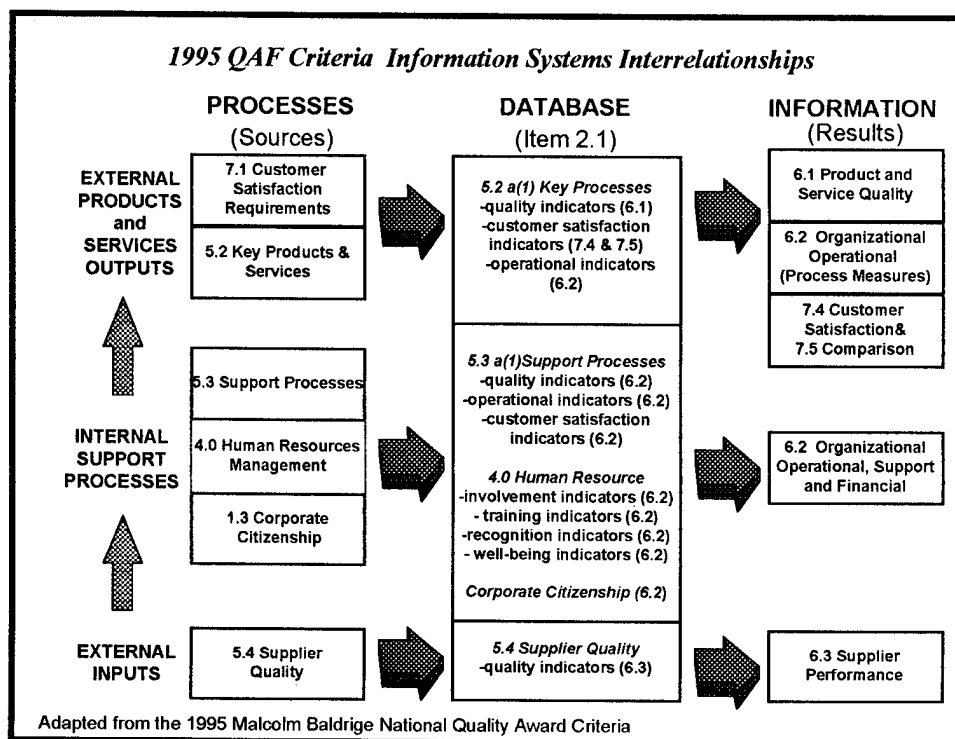 1995 QAF Criteria Information Systems Interrelationships
PROCESSES
(Sources)
DATABASE
(Item 2.1)
INFORMATION
(Results)
EXTERNAL
PRODUCTS
and
SERVICES
OUTPUTS
7.1 Customer
Satisfaction
Requirements
5.2 Key Products &
Services
5.2 a(1) Key Processes
-quality indicators (6.1)
-customer satisfaction
indicators (7.4 & 7.5)
-operational indicators
(6.2)
6.1 Product and
Service Quality
6.2 Organizational
Operational
(Process Measures)
7.4 Customer
Satisfaction&
7.5 Comparison
INTERNAL
SUPPORT
PROCESSES
5.3 Support Processes
4.0 Human Resources
Management
1.3 Corporate
Citizenship
5.3 a(1)Support Processes
-quality indicators (6.2)
-operational indicators (6.2)
-customer satisfaction
indicators (6.2)
4.0 Human Resource
-involvement indicators (6.2)
- training indicators (6.2)
-recognition indicators (6.2)
- well-being indicators (6.2)
Corporate Citizenship (6.2)
6.2 Organizational
Operational, Support
and Financial
EXTERNAL
INPUTS
5.4 Supplier
Quality
5.4 Supplier Quality
-quality indicators (6.3)
6.3 Supplier
Performance
Adapted from the 1995 Malcolm Baldrige National Quality Award Criteria